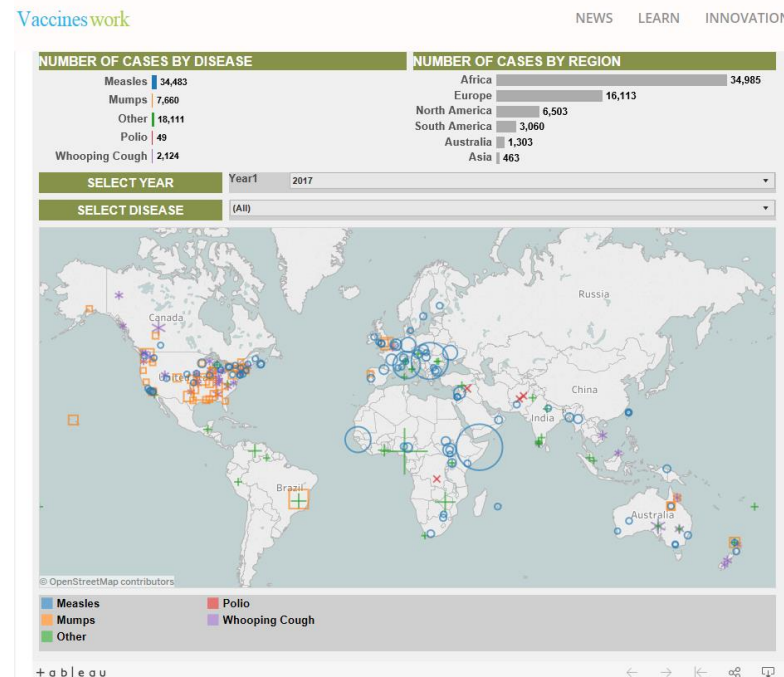 Vaccineswork
NEWS LEARN INNOVATION
NUMBER OF CASES BY DISEASE
Measles 34,483
Mumps 7,660
Other 18,111
Polio 49
Whooping Cough 2,124
NUMBER OF CASES BY REGION
Africa 34,985
Europe 16,113
North America 6,503
South America 3,060
Australia 1,303
Asia 463
SELECT YEAR Year1 2017
SELECT DISEASE (All)
Canada
Russia
China
India
Brazil
Australia
© OpenStreetMap contributors
Measles
Mumps
Other
Polio
Whooping Cough
+ a b l e a u